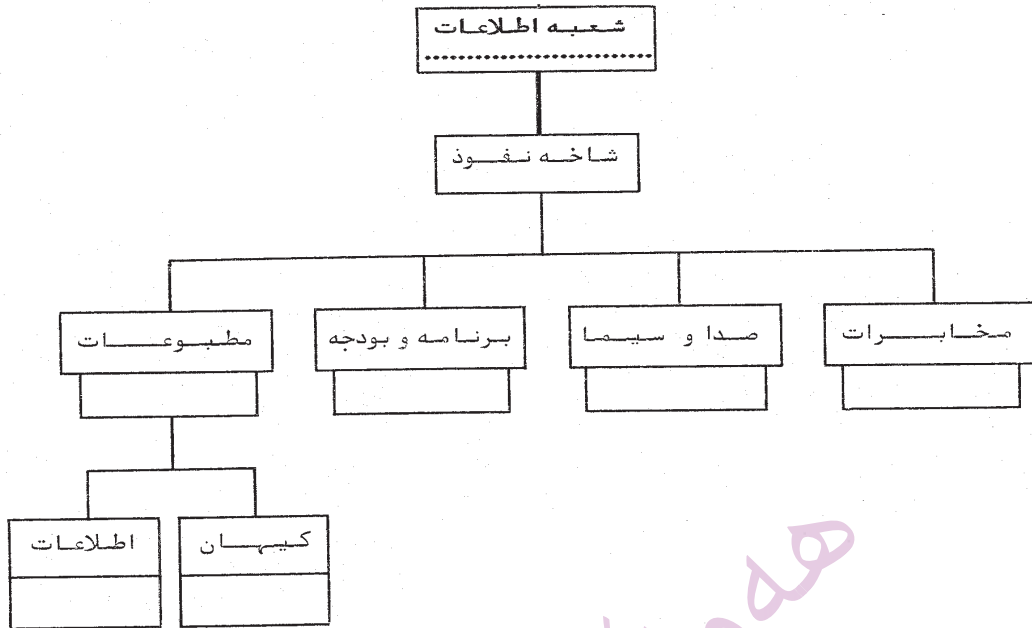 شعبه اطلاعات
شاخه نفوذ
مخابرات
صدا و سیما
برنامه و بودجه
مطبوعات
کیهان
اطلاعات